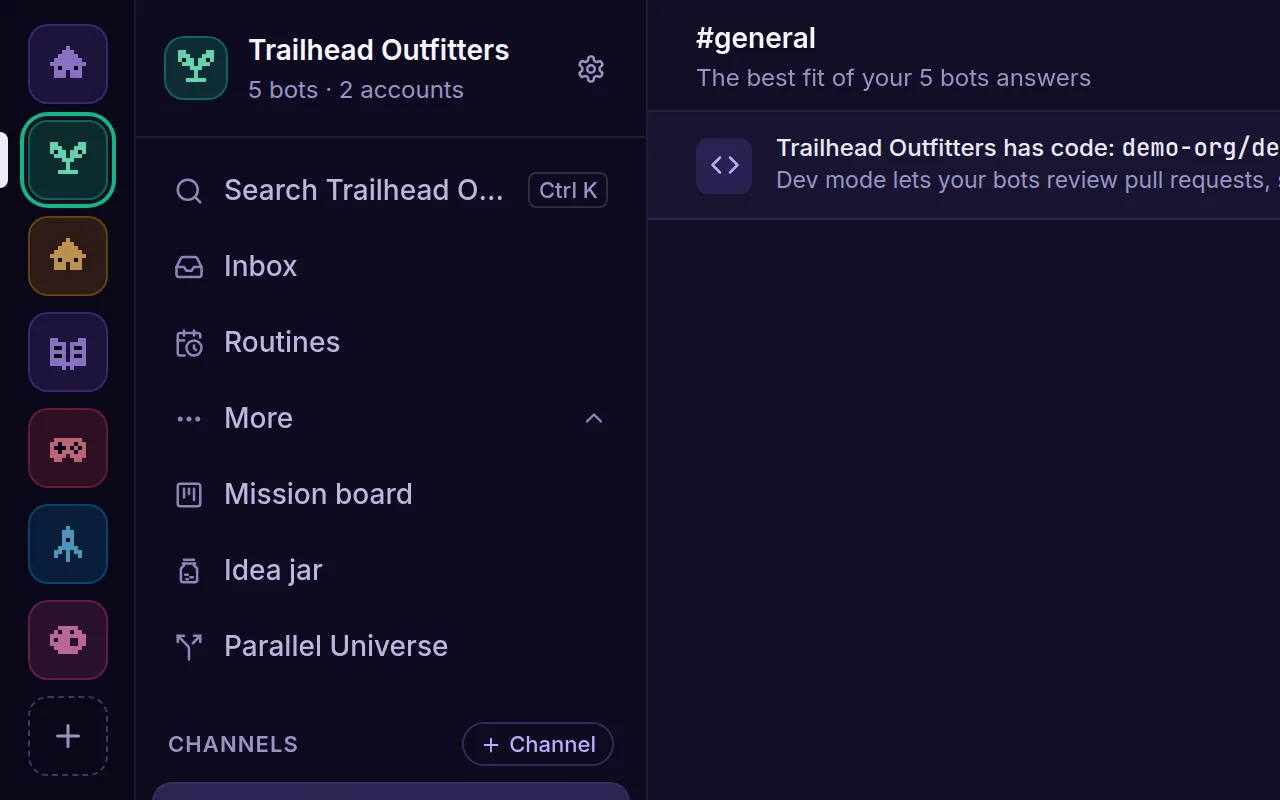 Trailhead Outfitters
5 bots · 2 accounts
Search Trailhead O...
Ctrl K
Inbox
Routines
More
Mission board
Idea jar
Parallel Universe
CHANNELS
+ Channel
#general
The best fit of your 5 bots answers
Trailhead Outfitters has code: demo-org/de
Dev mode lets your bots review pull requests,